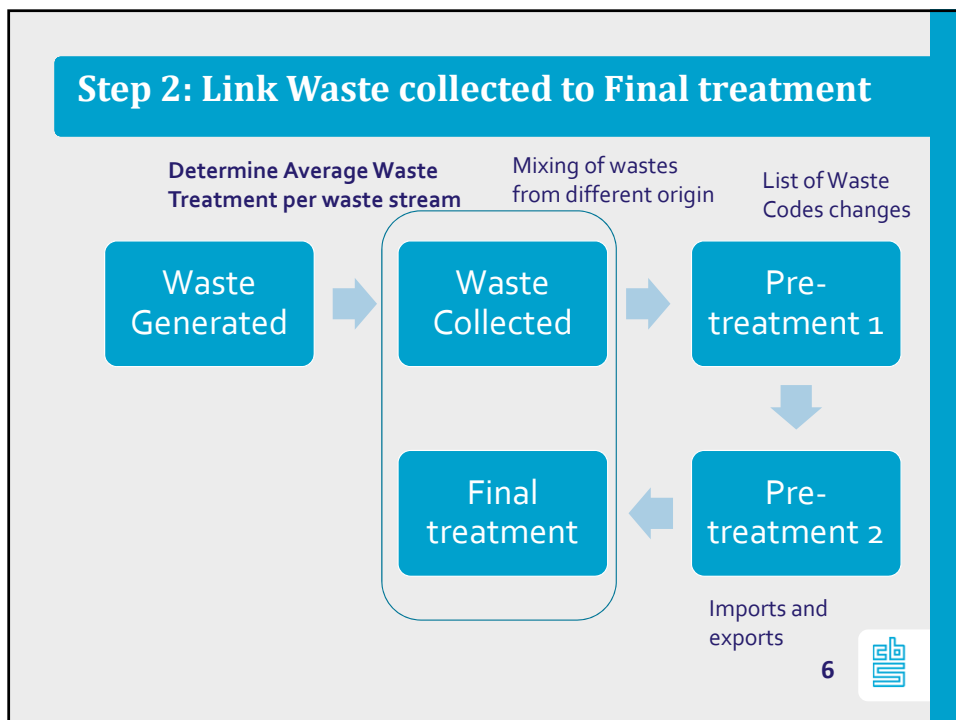 Step 2: Link Waste collected to Final treatment
Determine Average Waste
Treatment per waste stream
Mixing of wastes
from different origin
List of Waste
Codes changes
Waste
Generated
Waste
Collected
Pre-
treatment 1
Final
treatment
Pre-
treatment 2
Imports and
exports
6
cbs